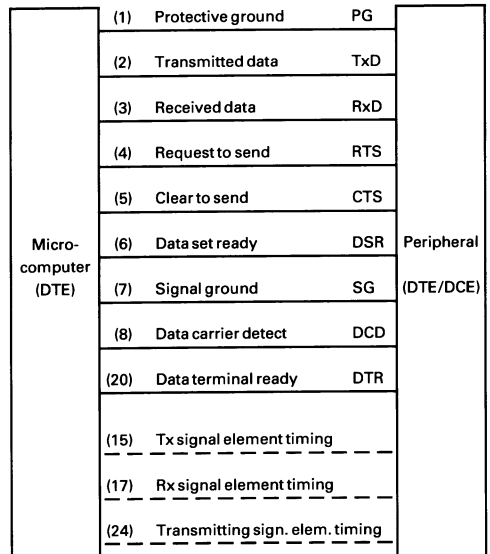 (1) Protective ground PG
(2) Transmitted data TxD
(3) Received data RxD
(4) Request to send RTS
(5) Clear to send CTS
Micro-
computer
(DTE)
(6) Data set ready DSR
Peripheral
(DTE/DCE)
(7) Signal ground SG
(8) Data carrier detect DCD
(20) Data terminal ready DTR
(15) Tx signal element timing
(17) Rx signal element timing
(24) Transmitting sign. elem. timing